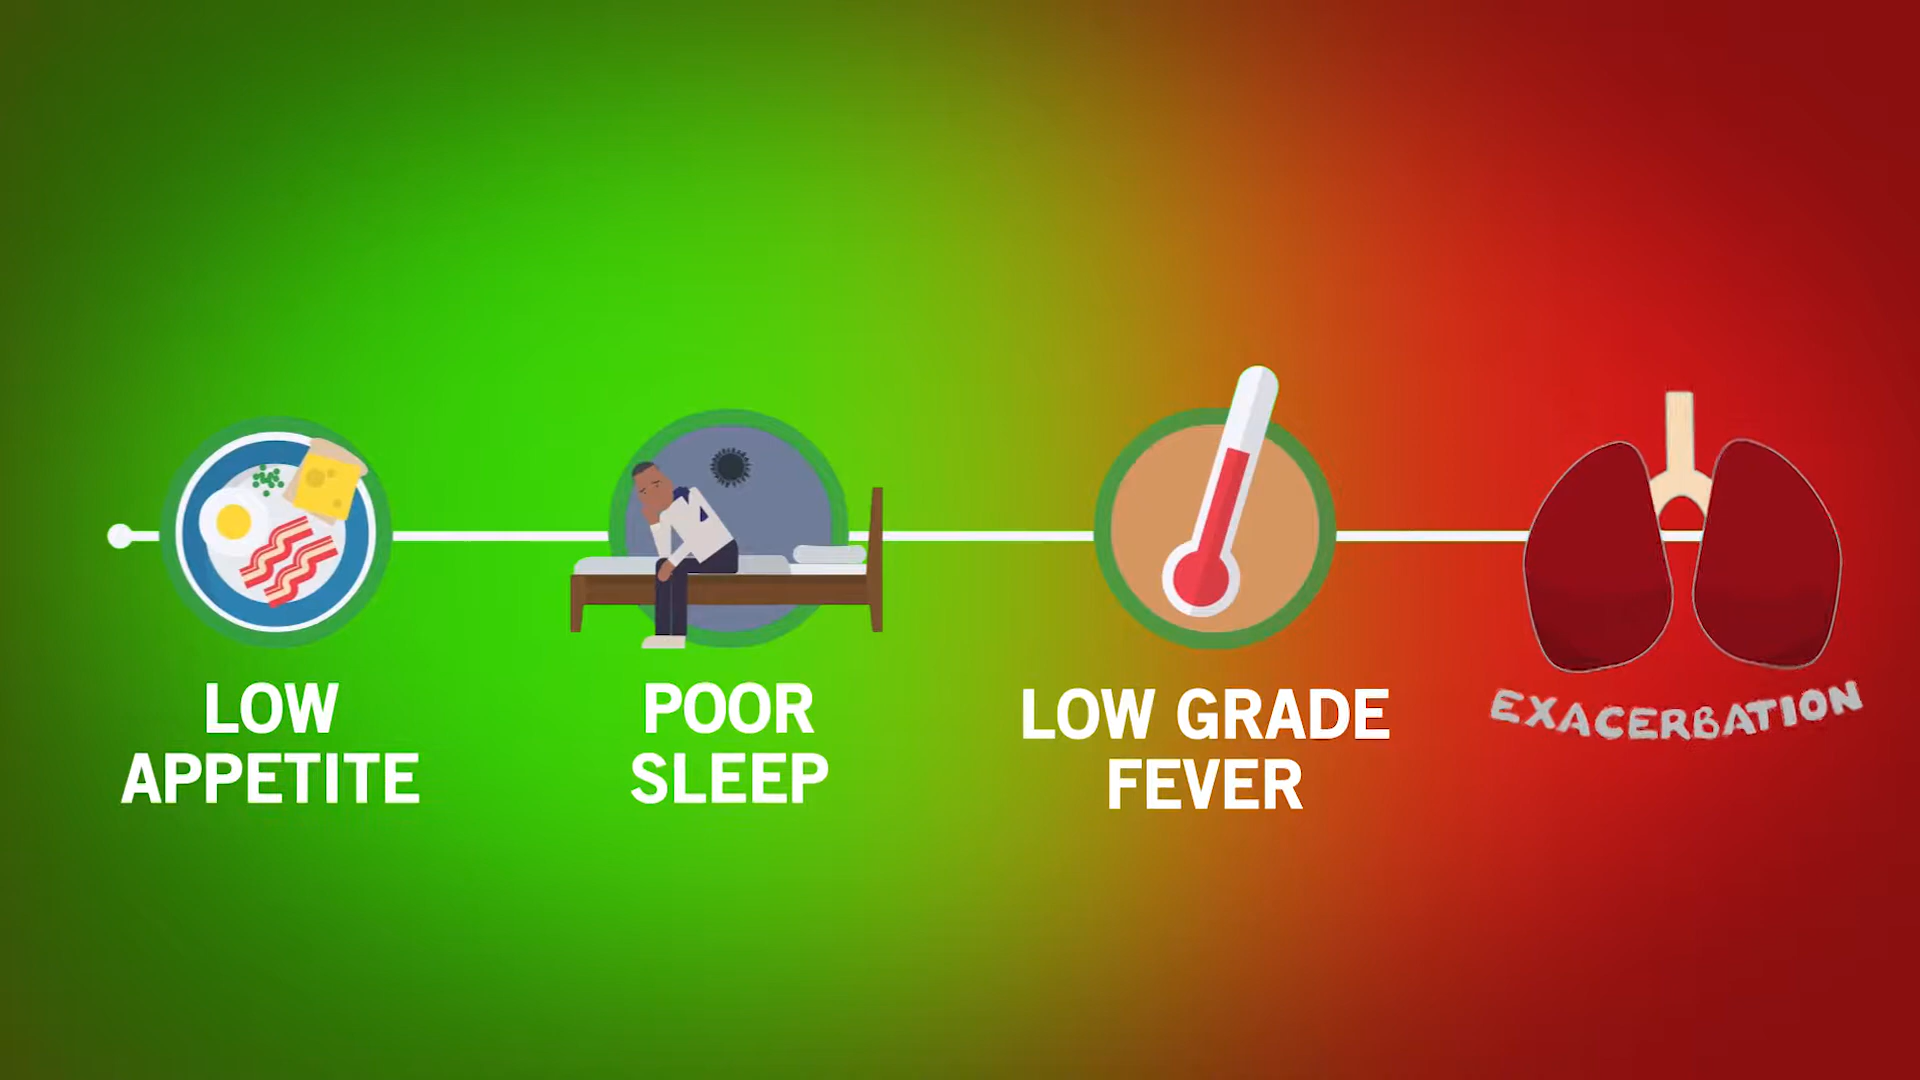 LOW
APPETITE
POOR
SLEEP
LOW GRADE
FEVER
EXACERBATION